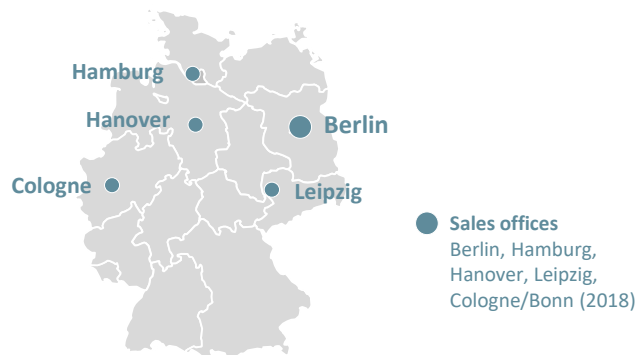 Hamburg
Hanover
Berlin
Cologne
Leipzig
Sales offices
Berlin, Hamburg,
Hanover, Leipzig,
Cologne/Bonn (2018)